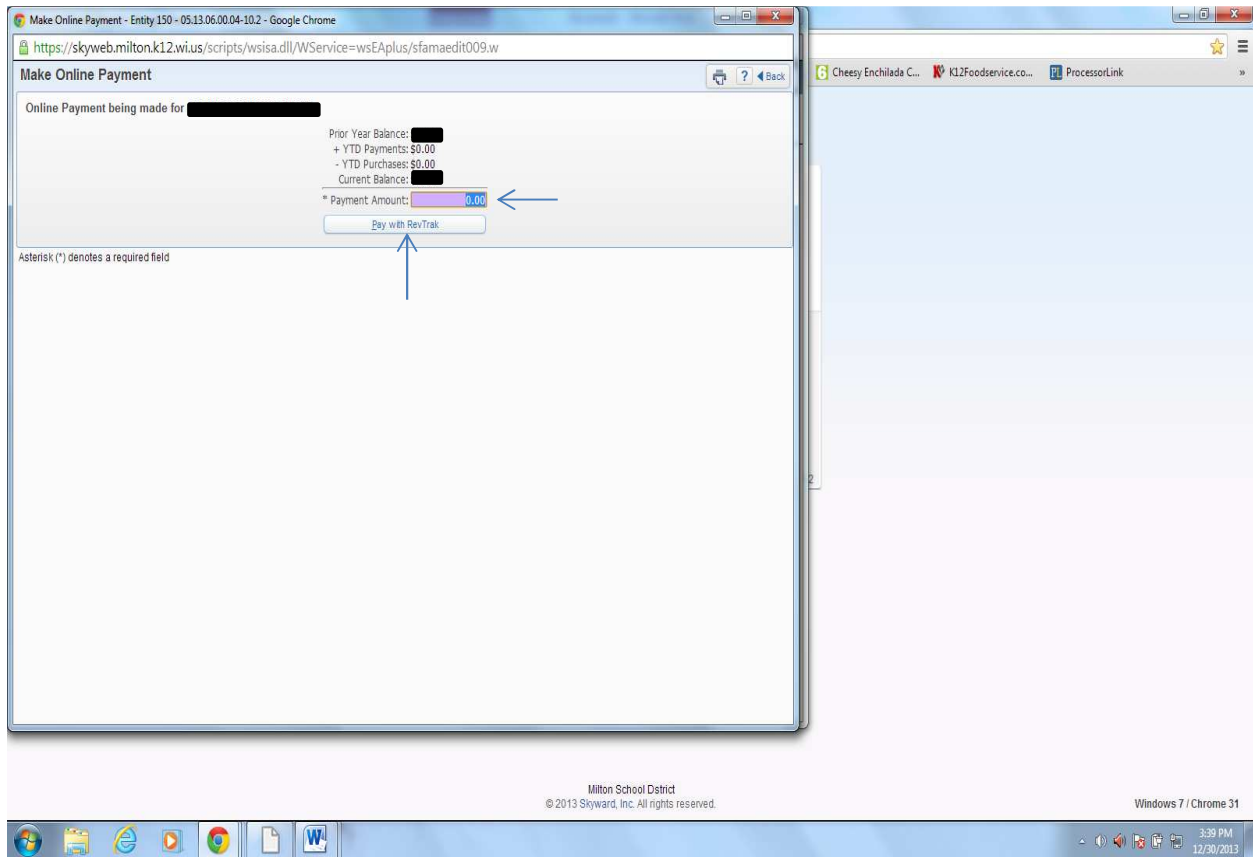 Make Online Payment - Entity 150 - 05.13.06.00.04-10.2 - Google Chrome
https://skyweb.milton.k12.wi.us/scripts/wsisa.dll/WService=wsEAplus/sfamaedit009.w
Make Online Payment
? Back
Cheesy Enchilada C... K12Foodservice.co... ProcessorLink »
Online Payment being made for
Prior Year Balance:
+ YTD Payments: $0.00
- YTD Purchases: $0.00
Current Balance:
* Payment Amount: 0.00
Pay with RevTrak
Asterisk (*) denotes a required field
2
Milton School District
© 2013 Skyward, Inc. All rights reserved.
Windows 7 / Chrome 31
3:39 PM
12/30/2013